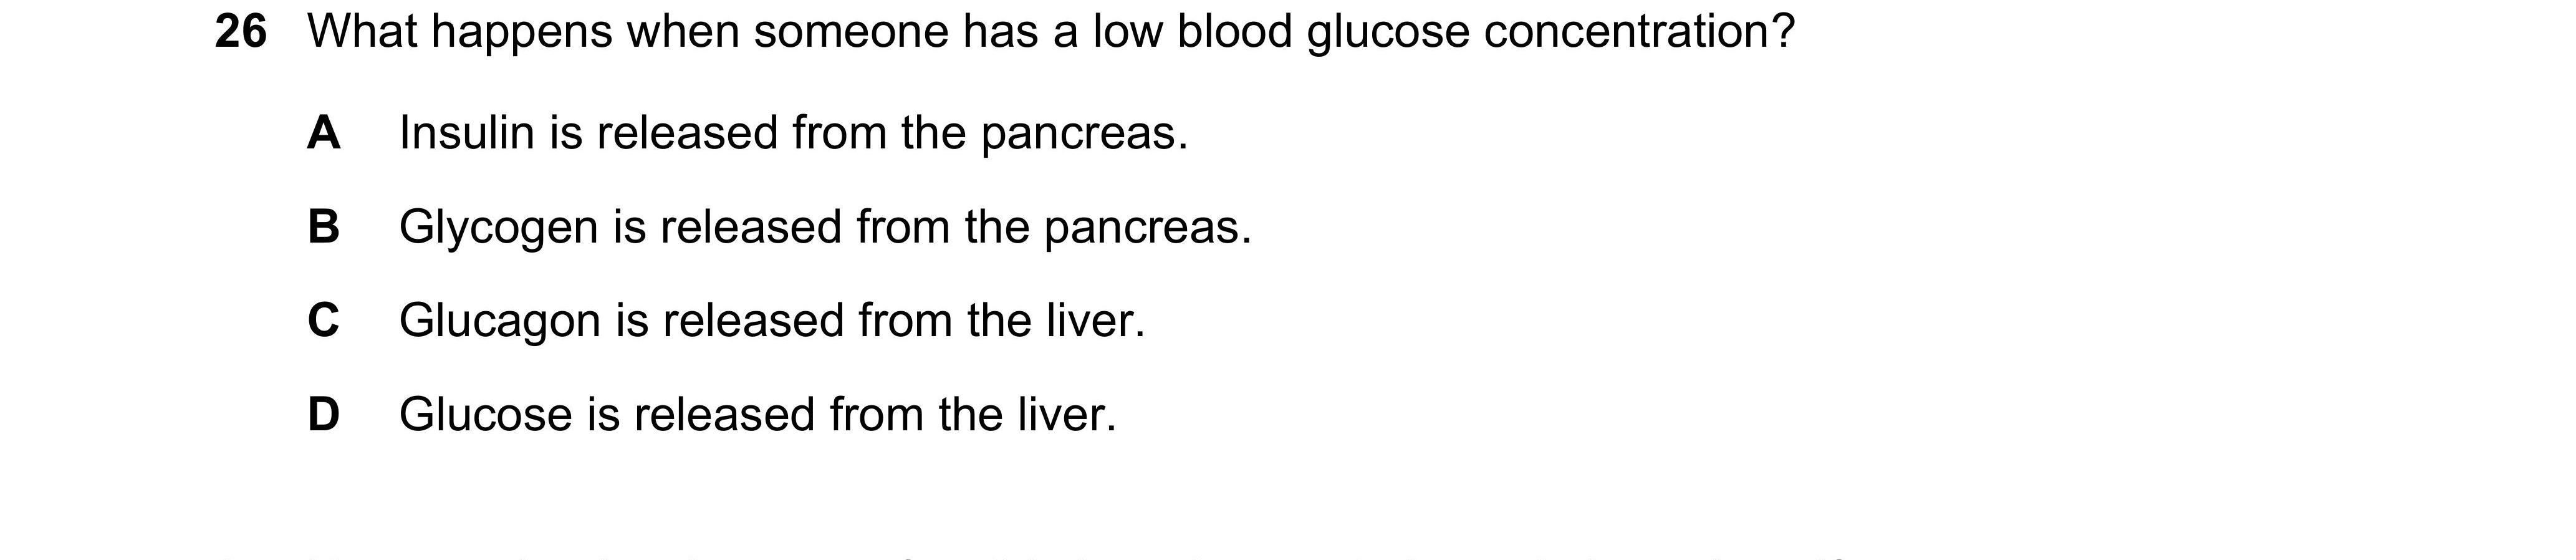 26 What happens when someone has a low blood glucose concentration?
A Insulin is released from the pancreas.
B Glycogen is released from the pancreas.
C Glucagon is released from the liver.
D Glucose is released from the liver.